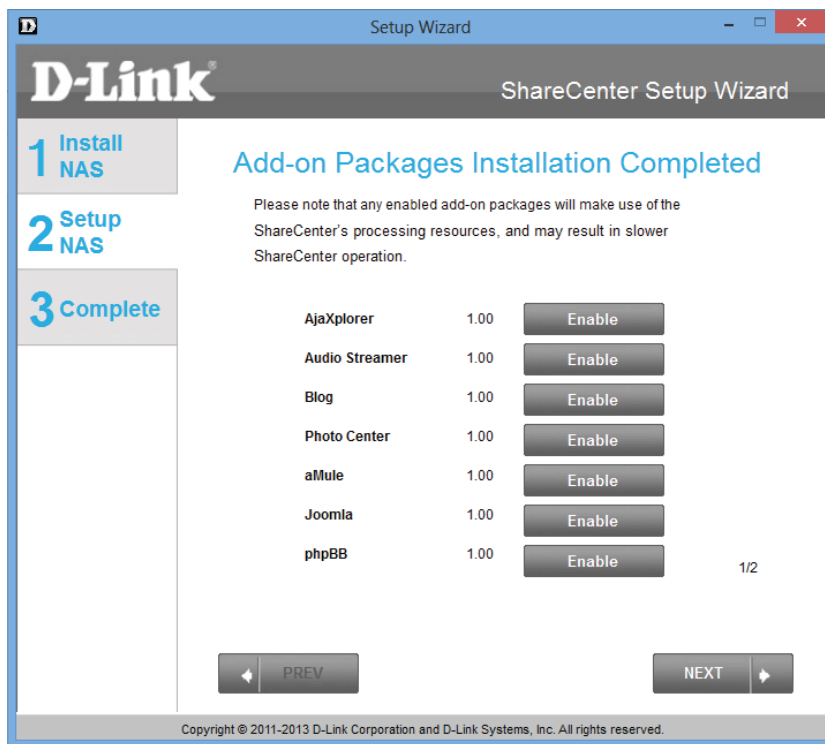 Setup Wizard
D-Link®
ShareCenter Setup Wizard
1 Install NAS
2 Setup NAS
3 Complete
Add-on Packages Installation Completed
Please note that any enabled add-on packages will make use of the
ShareCenter's processing resources, and may result in slower
ShareCenter operation.
AjaXplorer 1.00 Enable
Audio Streamer 1.00 Enable
Blog 1.00 Enable
Photo Center 1.00 Enable
aMule 1.00 Enable
Joomla 1.00 Enable
phpBB 1.00 Enable
1/2
PREV
NEXT
Copyright © 2011-2013 D-Link Corporation and D-Link Systems, Inc. All rights reserved.